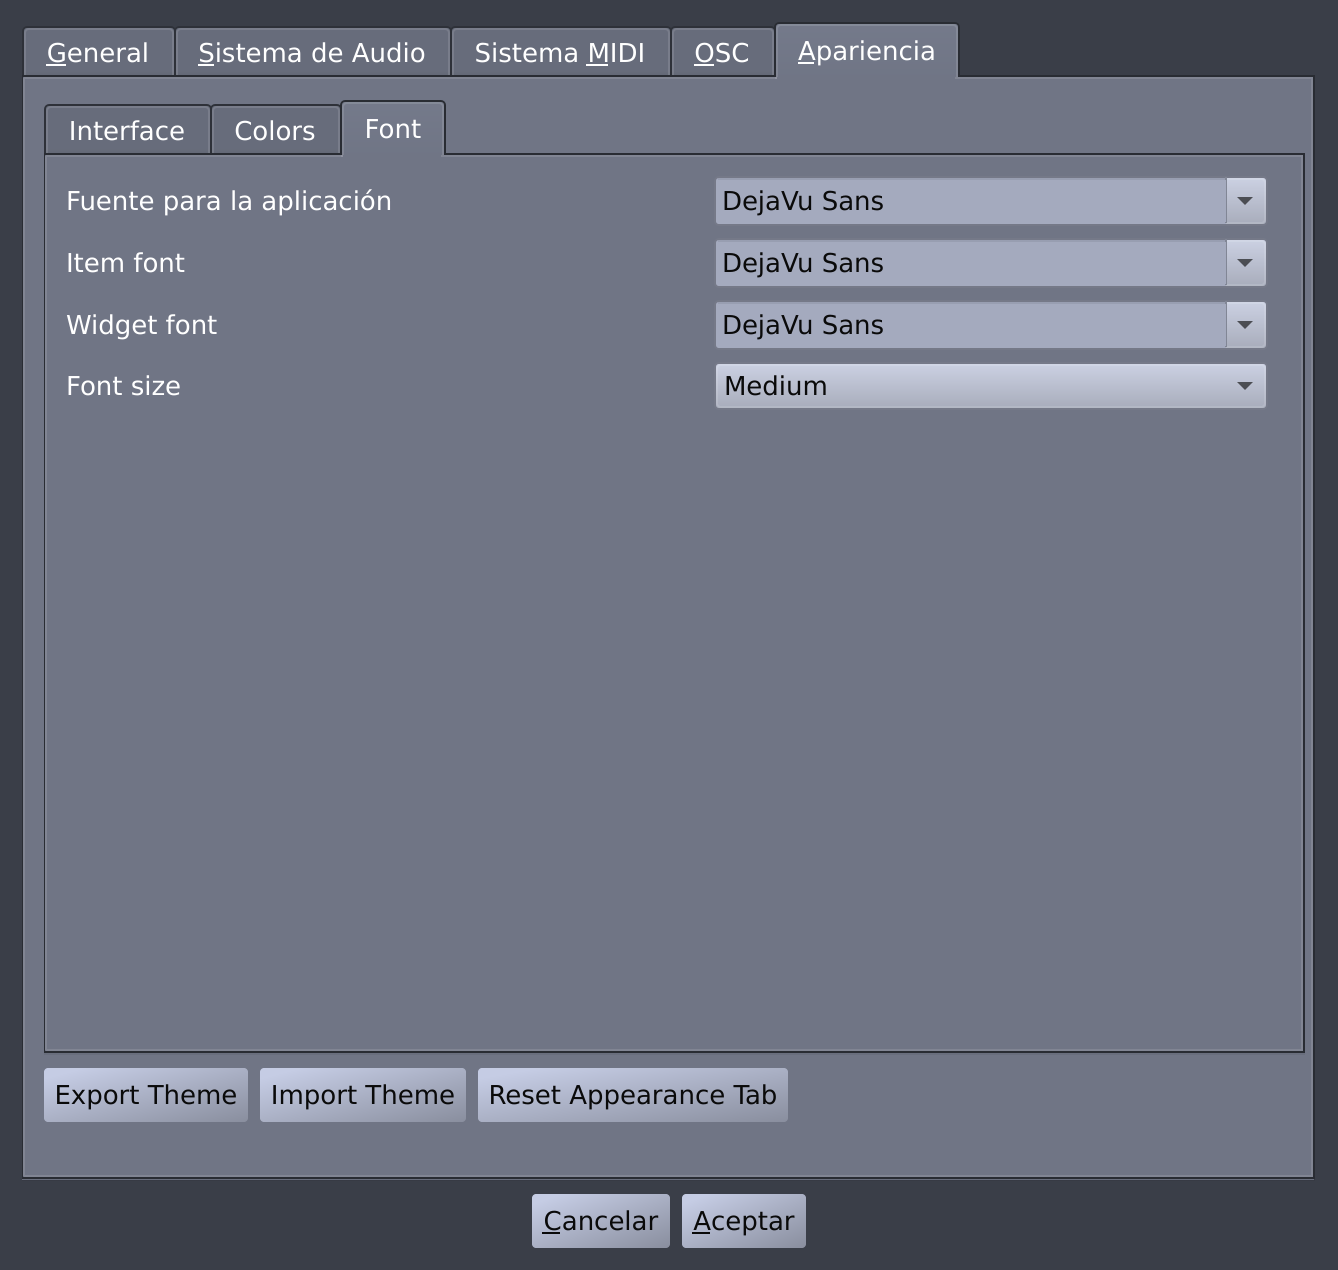 General Sistema de Audio Sistema MIDI OSC Apariencia
Interface Colors Font
Fuente para la aplicación DejaVu Sans
Item font DejaVu Sans
Widget font DejaVu Sans
Font size Medium
Export Theme Import Theme Reset Appearance Tab
Cancelar Aceptar